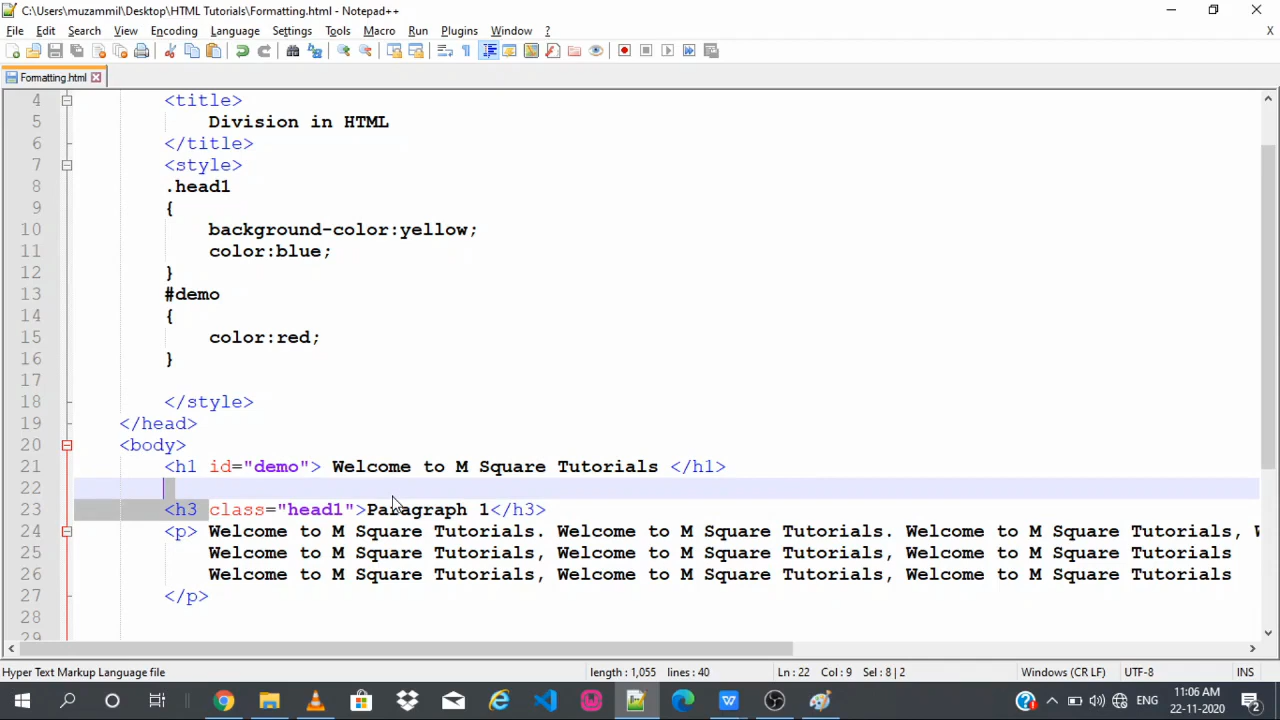 C:\Users\muzammil\Desktop\HTML Tutorials\Formatting.html - Notepad++
File Edit Search View Encoding Language Settings Tools Macro Run Plugins Window ? X
Formatting.html
4 <title>
5 Division in HTML
6 </title>
7 <style>
8 .head1
9 {
10 background-color:yellow;
11 color:blue;
12 }
13 #demo
14 {
15 color:red;
16 }
17
18 </style>
19 </head>
20 <body>
21 <h1 id="demo"> Welcome to M Square Tutorials </h1>
22
23 <h3 class="head1">Paragraph 1</h3>
24 <p> Welcome to M Square Tutorials. Welcome to M Square Tutorials. Welcome to M Square Tutorials, W
25 Welcome to M Square Tutorials, Welcome to M Square Tutorials, Welcome to M Square Tutorials
26 Welcome to M Square Tutorials, Welcome to M Square Tutorials, Welcome to M Square Tutorials
27 </p>
28
29
Hyper Text Markup Language file length : 1,055 lines : 40 Ln : 22 Col : 9 Sel : 8 | 2 Windows (CR LF) UTF-8 INS
ENG 11:06 AM
22-11-2020 2